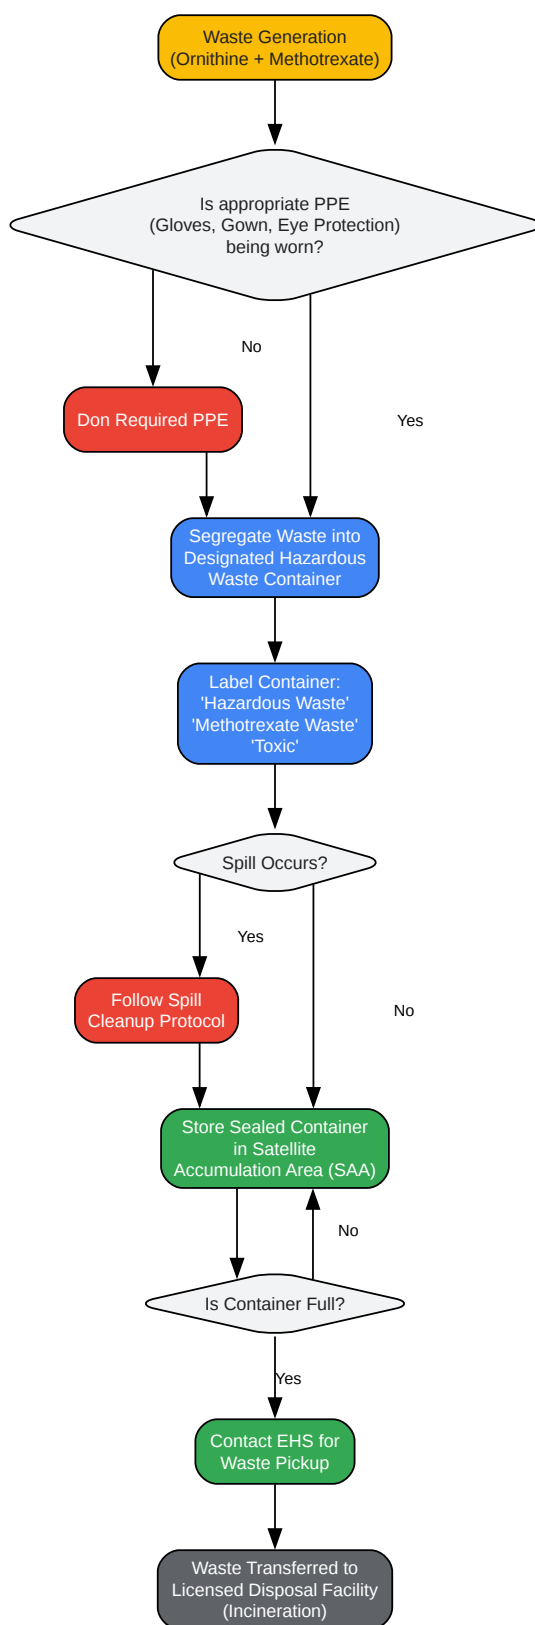 Waste Generation
(Ornithine + Methotrexate)
Is appropriate PPE
(Gloves, Gown, Eye Protection)
being worn?
No
Don Required PPE
Yes
Segregate Waste into
Designated Hazardous
Waste Container
Label Container:
'Hazardous Waste'
'Methotrexate Waste'
'Toxic'
Spill Occurs?
Yes
Follow Spill
Cleanup Protocol
No
Store Sealed Container
in Satellite
Accumulation Area (SAA)
No
Is Container Full?
Yes
Contact EHS for
Waste Pickup
Waste Transferred to
Licensed Disposal Facility
(Incineration)